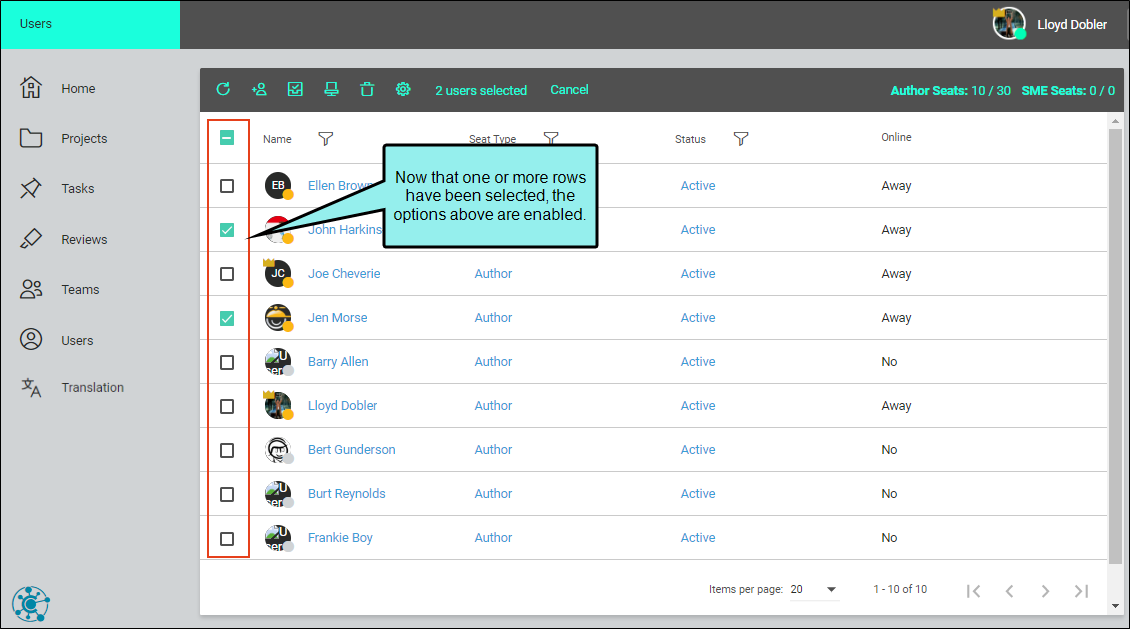 Users
Lloyd Dobler
2 users selected Cancel Author Seats: 10 / 30 SME Seats: 0 / 0
Home
Projects
Tasks
Reviews
Teams
Users
Translation
Name Seat Type Status Online
Now that one or more rows
have been selected, the
options above are enabled.
EB Ellen Brown Active Away
John Harkins Active Away
JC Joe Cheverie Author Active Away
Jen Morse Author Active Away
Barry Allen Author Active No
Lloyd Dobler Author Active Away
Bert Gunderson Author Active No
Burt Reynolds Author Active No
Frankie Boy Author Active No
Items per page: 20 1 - 10 of 10